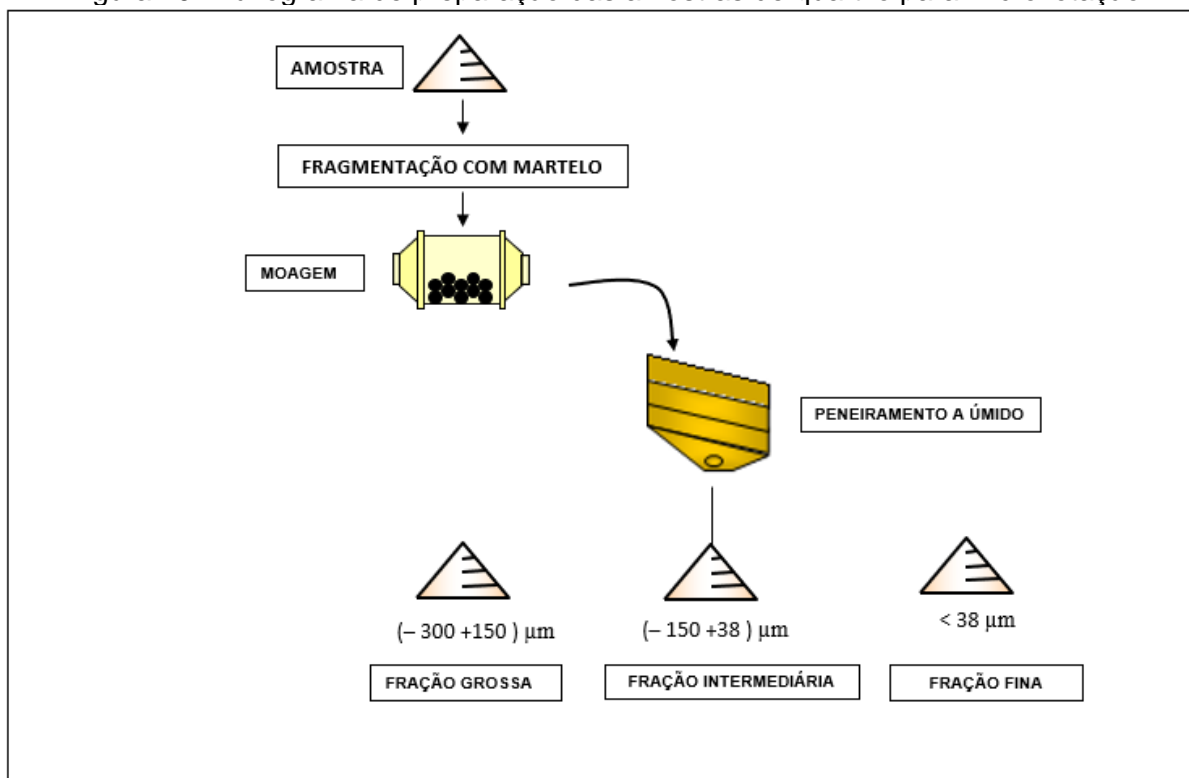 AMOSTRA
FRAGMENTAÇÃO COM MARTELO
MOAGEM
PENEIRAMENTO A ÚMIDO
(– 300 +150 ) μm
(– 150 +38 ) μm
< 38 μm
FRAÇÃO GROSSA
FRAÇÃO INTERMEDIÁRIA
FRAÇÃO FINA